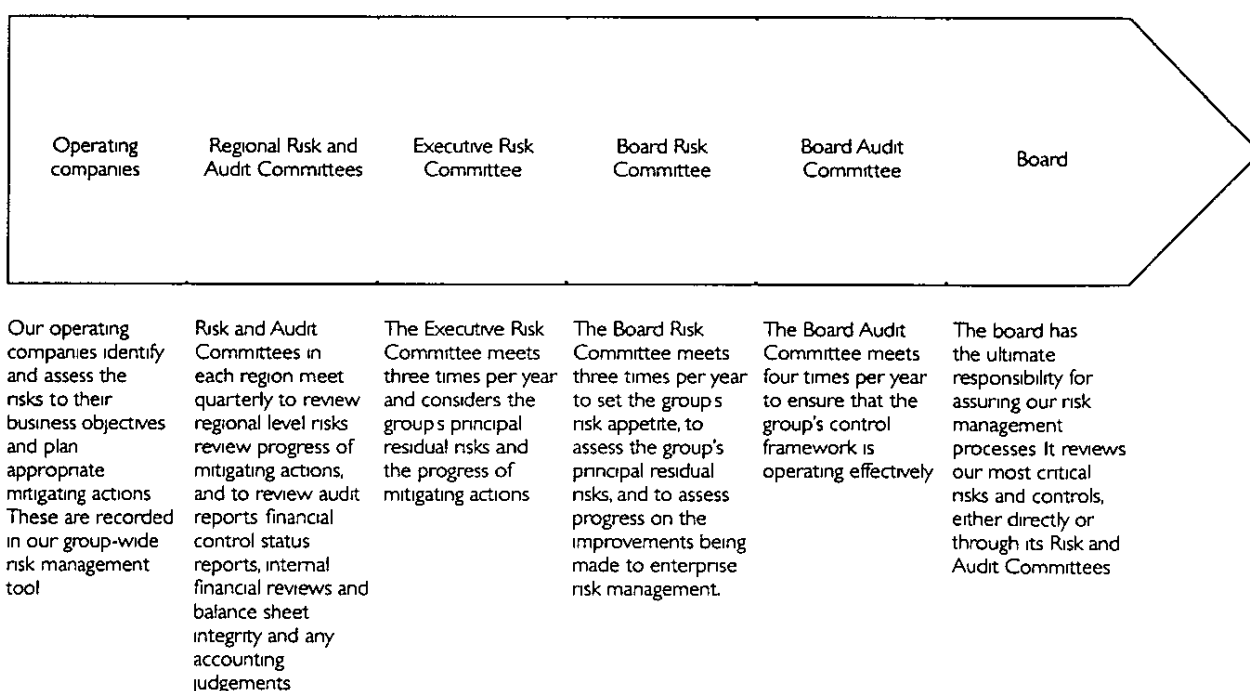 Operating
companies
Regional Risk and
Audit Committees
Executive Risk
Committee
Board Risk
Committee
Board Audit
Committee
Board
Our operating
companies identify
and assess the
risks to their
business objectives
and plan
appropriate
mitigating actions
These are recorded
in our group-wide
risk management
tool
Risk and Audit
Committees in
each region meet
quarterly to review
regional level risks
review progress of
mitigating actions,
and to review audit
reports financial
control status
reports, internal
financial reviews and
balance sheet
integrity and any
accounting
judgements
The Executive Risk
Committee meets
three times per year
and considers the
group s principal
residual risks and
the progress of
mitigating actions
The Board Risk
Committee meets
three times per year
to set the group s
risk appetite, to
assess the group's
principal residual
risks, and to assess
progress on the
improvements being
made to enterprise
risk management.
The Board Audit
Committee meets
four times per year
to ensure that the
group's control
framework is
operating effectively
The board has
the ultimate
responsibility for
assuring our risk
management
processes It reviews
our most critical
risks and controls,
either directly or
through its Risk and
Audit Committees